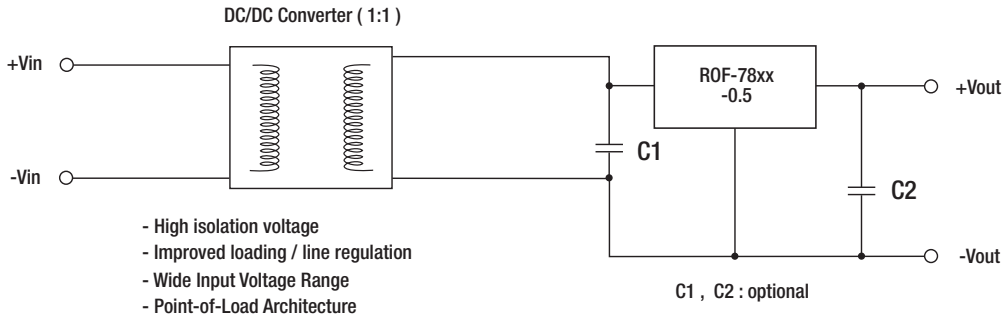 DC/DC Converter ( 1:1 )
+Vin
-Vin
ROF-78xx
-0.5
+Vout
C1
C2
-Vout
- High isolation voltage
- Improved loading / line regulation
- Wide Input Voltage Range
- Point-of-Load Architecture
C1 , C2 : optional